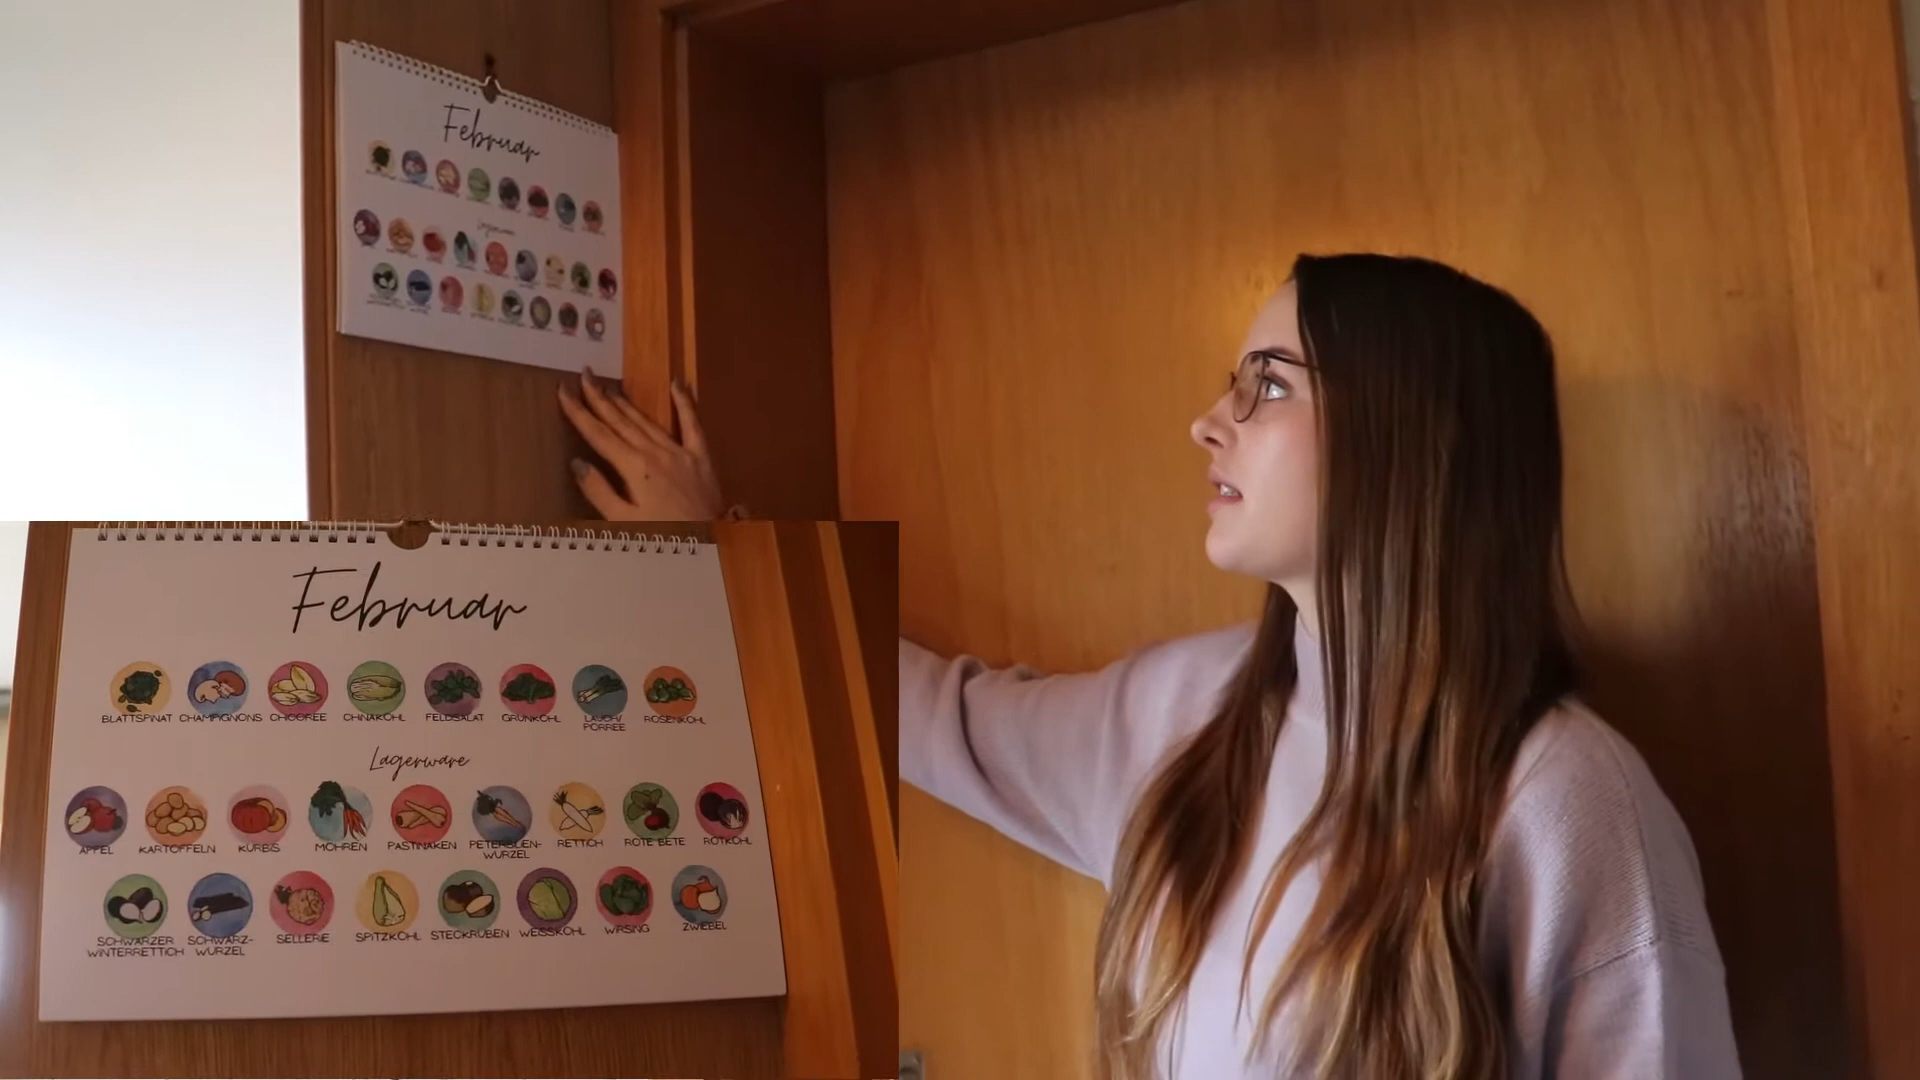 Februar
Februar
BLATTSPINAT CHAMPIGNONS CHICOREE CHINAKOHL FELDSALAT GRÜNKOHL LAUCH/ ROSENKOHL
PORREE
Lagerware
ÄPFEL KARTOFFELN KÜRBIS MÖHREN PASTINAKEN PETERSILIEN- RETTICH ROTE BETE ROTKOHL
WURZEL
SCHWARZER SCHWARZ- SELLERIE SPITZKOHL STECKRÜBEN WEISSKOHL WIRSING ZWIEBEL
WINTERRETTICH WURZEL